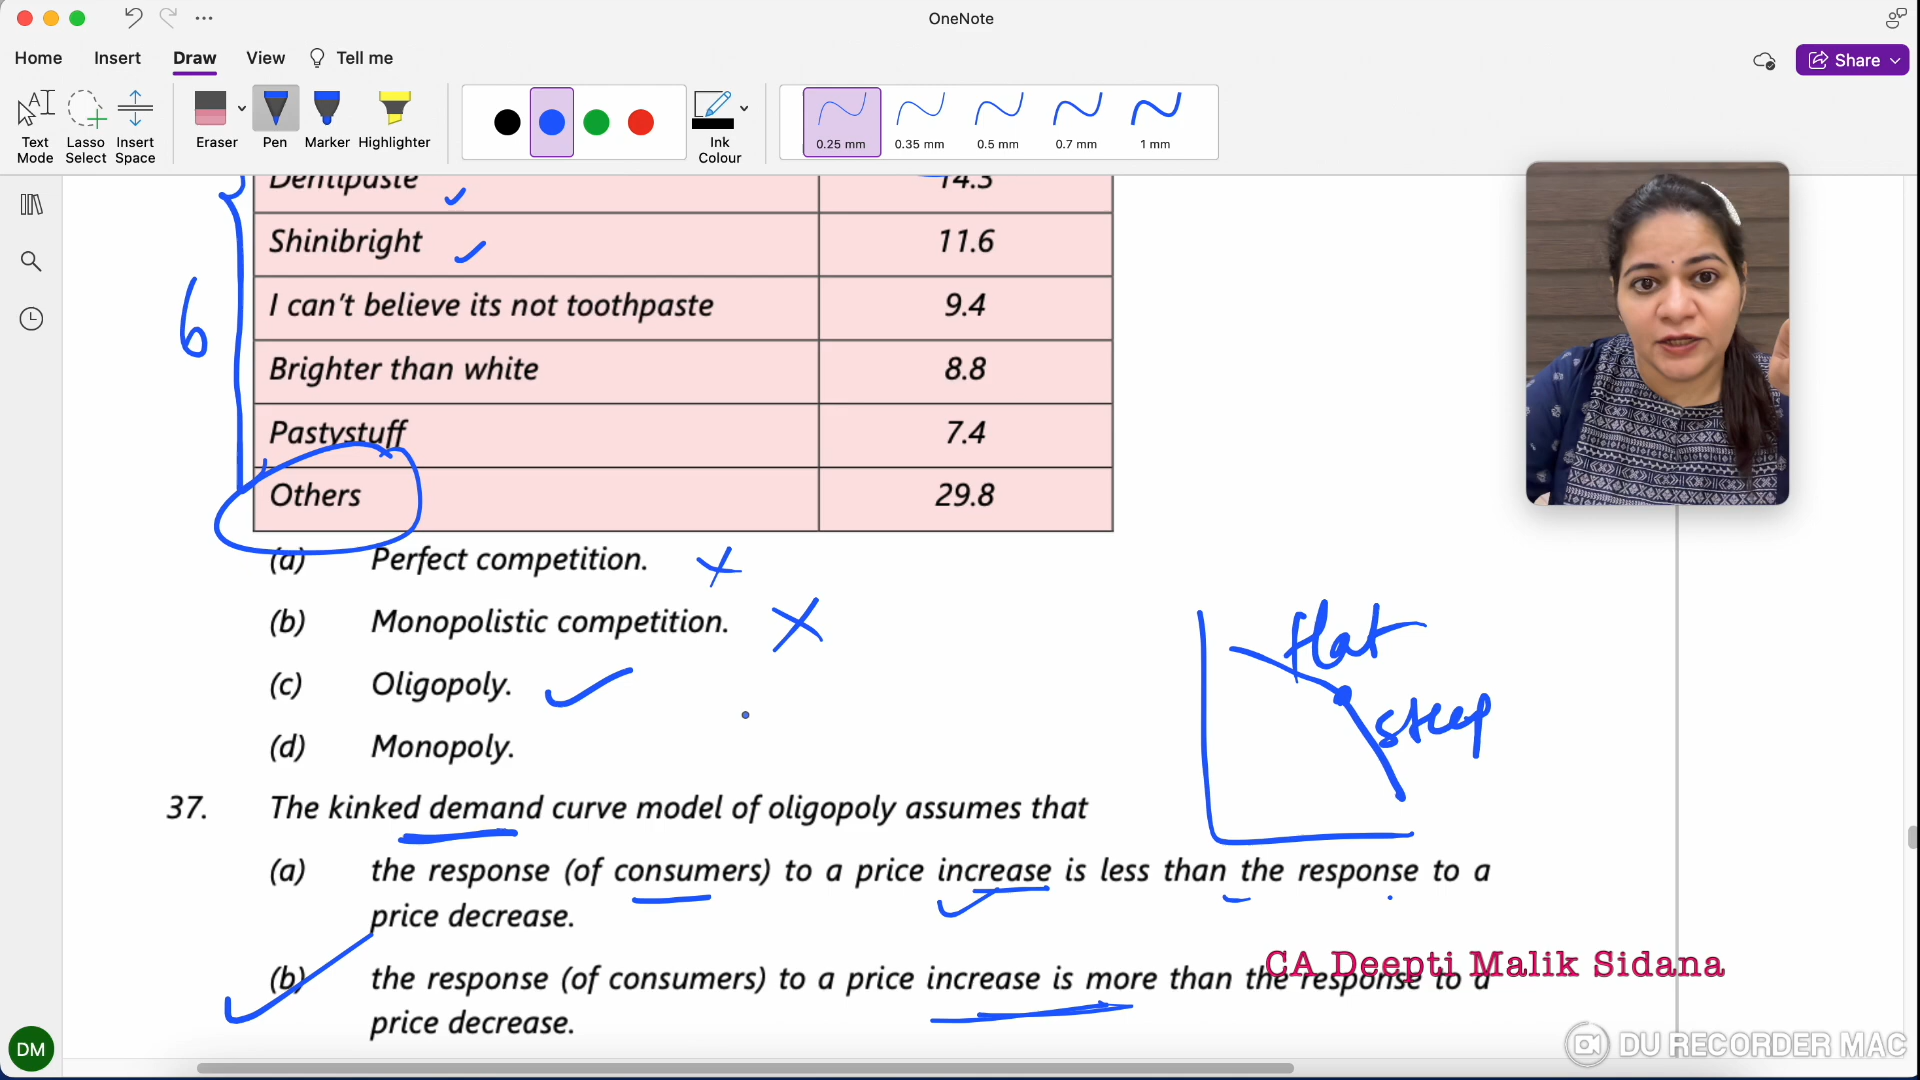 OneNote
Home Insert Draw View Tell me
Share
Text Mode
Lasso Select
Insert Space
Eraser
Pen
Marker
Highlighter
Ink Colour
0.25 mm
0.35 mm
0.5 mm
0.7 mm
1 mm
Dentipaste 14.3
Shinibright 11.6
I can't believe its not toothpaste 9.4
Brighter than white 8.8
Pastystuff 7.4
Others 29.8
6
(a) Perfect competition.
(b) Monopolistic competition.
(c) Oligopoly.
(d) Monopoly.
flat
steep
37. The kinked demand curve model of oligopoly assumes that
(a) the response (of consumers) to a price increase is less than the response to a
price decrease.
(b) the response (of consumers) to a price increase is more than the response to a
price decrease.
CA Deepti Malik Sidana
DM
DU RECORDER MAC